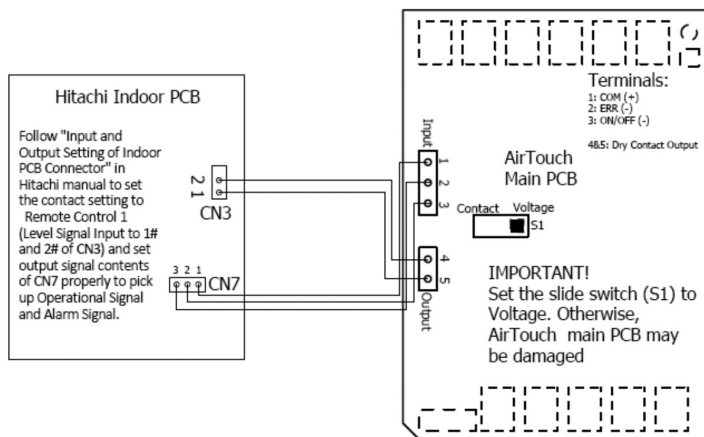 Hitachi Indoor PCB
Follow "Input and
Output Setting of Indoor
PCB Connector" in
Hitachi manual to set
the contact setting to
Remote Control 1
(Level Signal Input to 1#
and 2# of CN3) and set
output signal contents
of CN7 properly to pick
up Operational Signal
and Alarm Signal.
2 1
CN3
3 2 1
CN7
Input
1
2
3
4
5
Output
Terminals:
1: COM (+)
2: ERR (-)
3: ON/OFF (-)
4&5: Dry Contact Output
AirTouch
Main PCB
Contact Voltage
S1
IMPORTANT!
Set the slide switch (S1) to
Voltage. Otherwise,
AirTouch main PCB may
be damaged